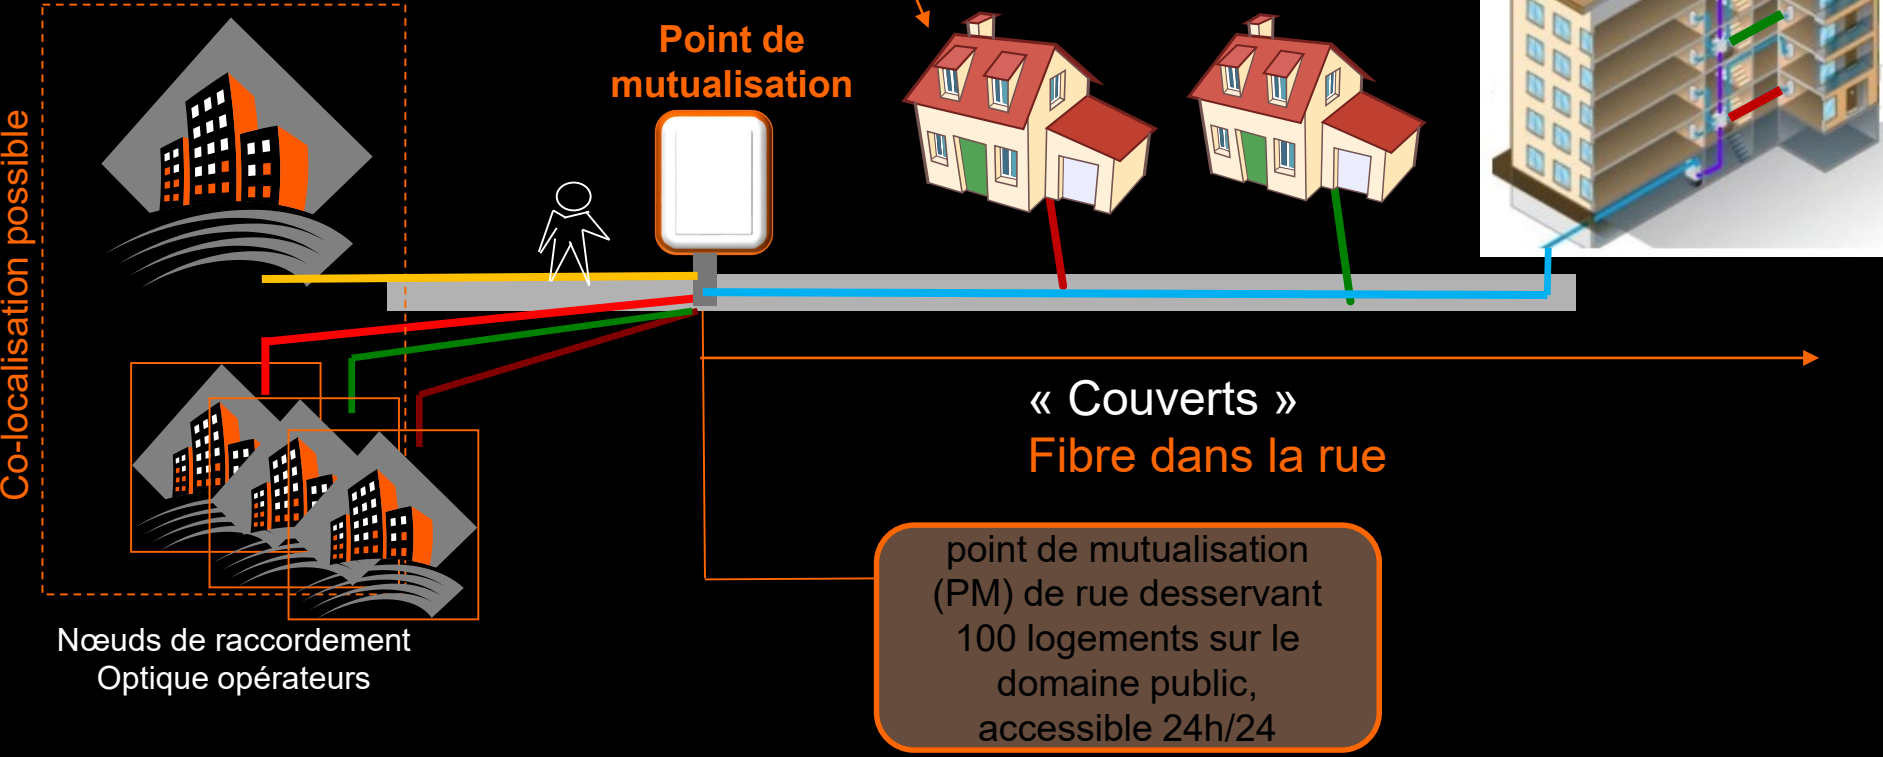 Co-localisation possible
Point de
mutualisation
« Couverts »
Fibre dans la rue
point de mutualisation
(PM) de rue desservant
100 logements sur le
domaine public,
accessible 24h/24
Nœuds de raccordement
Optique opérateurs